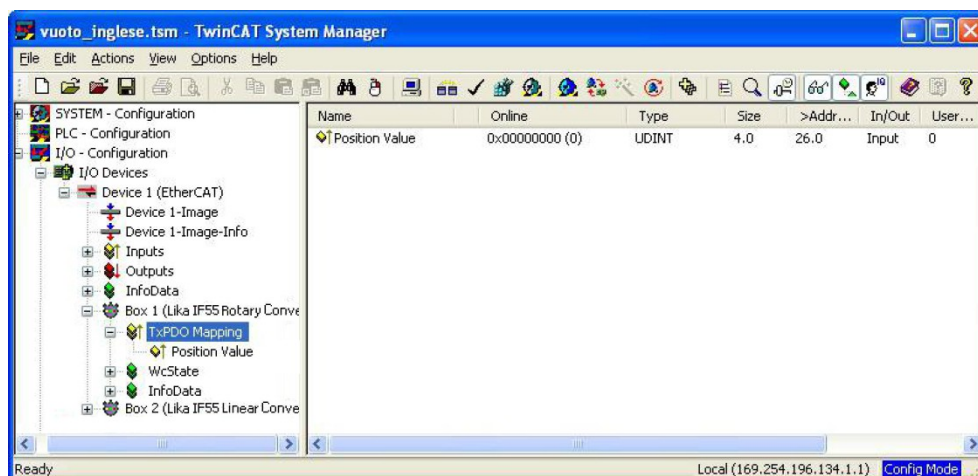 vuoto_inglese.tsm - TwinCAT System Manager
File Edit Actions View Options Help
SYSTEM - Configuration
PLC - Configuration
I/O - Configuration
I/O Devices
Device 1 (EtherCAT)
Device 1-Image
Device 1-Image-Info
Inputs
Outputs
InfoData
Box 1 (Lika IF55 Rotary Conve
TxPDO Mapping
Position Value
WcState
InfoData
Box 2 (Lika IF55 Linear Conve
Name Online Type Size >Addr... In/Out User...
Position Value 0x00000000 (0) UDINT 4.0 26.0 Input 0
Ready Local (169.254.196.134.1.1) Config Mode